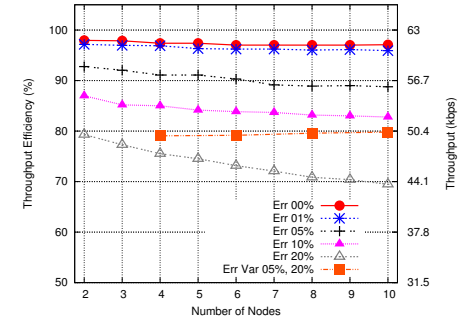 100
90
80
70
60
50
63
56.7
50.4
44.1
37.8
31.5
2 3 4 5 6 7 8 9 10
Throughput Efficiency (%)
Throughput (kbps)
Number of Nodes
Err 00%
Err 01%
Err 05%
Err 10%
Err 20%
Err Var 05%, 20%